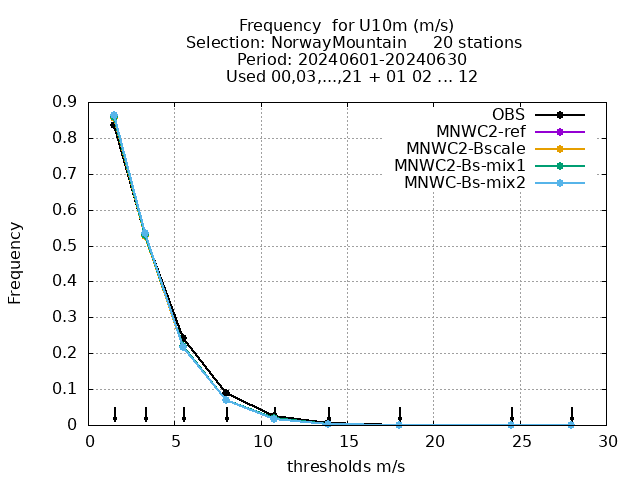 Frequency  for U10m (m/s)
Selection: NorwayMountain     20 stations
Period: 20240601-20240630
Used 00,03,...,21 + 01 02 ... 12
OBS
MNWC2-ref
MNWC2-Bscale
MNWC2-Bs-mix1
MNWC-Bs-mix2
0.9
0.8
0.7
0.6
0.5
0.4
0.3
0.2
0.1
0
Frequency
0 5 10 15 20 25 30
thresholds m/s